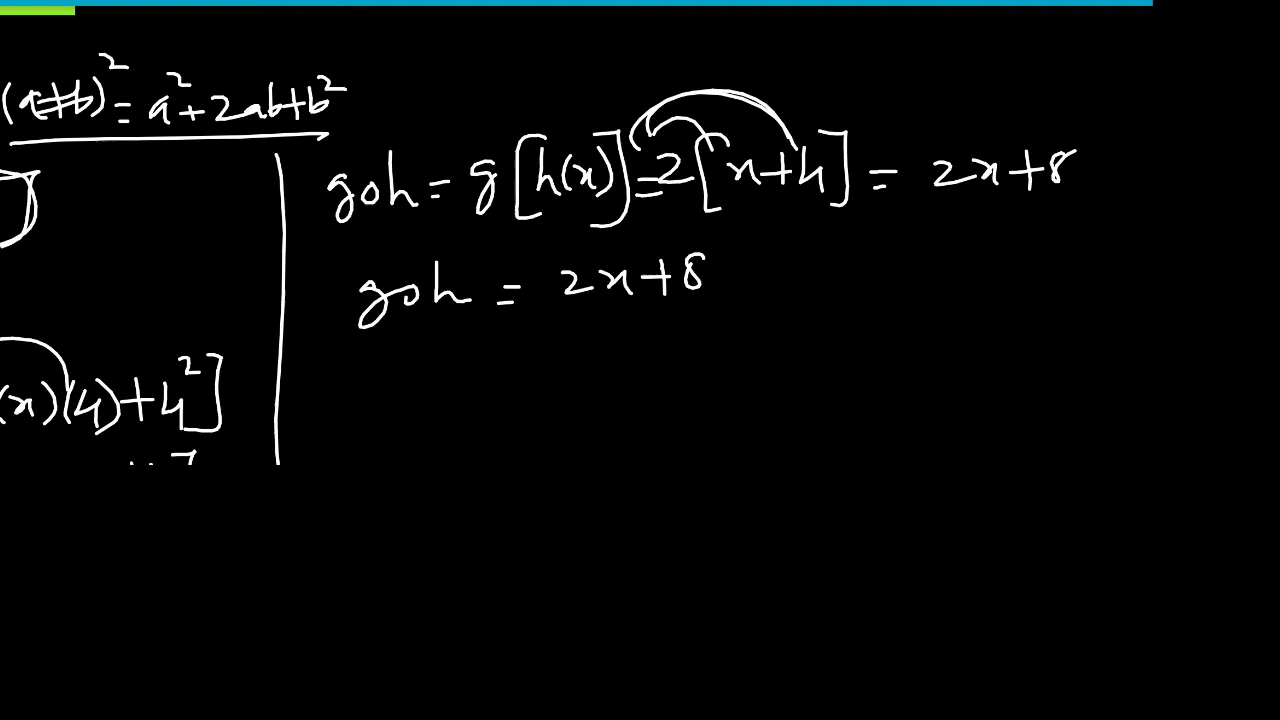 (a+b)² = a²+2ab+b²
goh = g[h(x)] = 2[x+4] = 2x+8
goh = 2x+8
(x)(4)+4²]